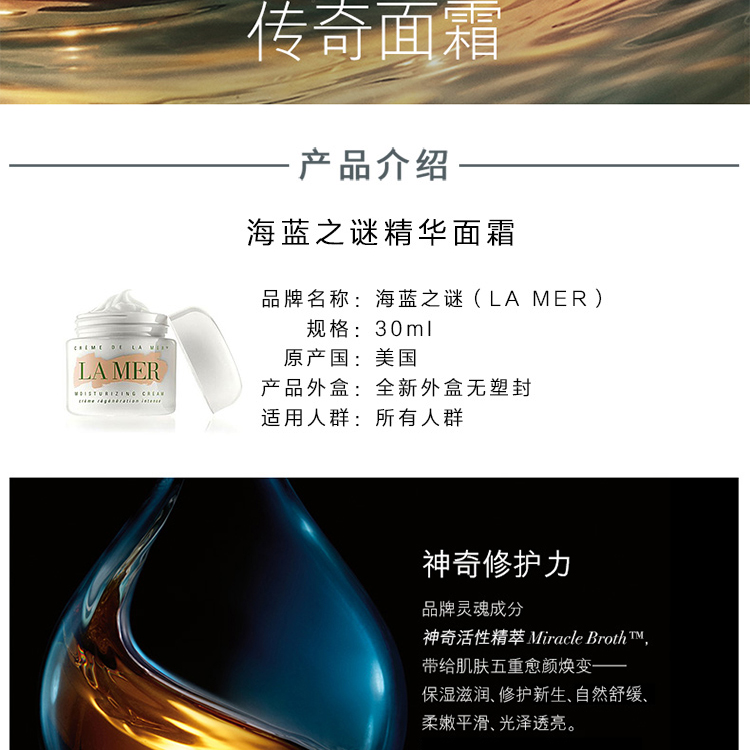 传奇面霜
产品介绍
海蓝之谜精华面霜
品牌名称：海蓝之谜（LA MER）
规格：30ml
原产国：美国
产品外盒：全新外盒无塑封
适用人群：所有人群
CRÈME DE LA MER
LA MER
MOISTURIZING CREAM
crème régénération intense
神奇修护力
品牌灵魂成分
神奇活性精萃 Miracle Broth™,
带给肌肤五重愈颜焕变——
保湿滋润、修护新生、自然舒缓、
柔嫩平滑、光泽透亮。